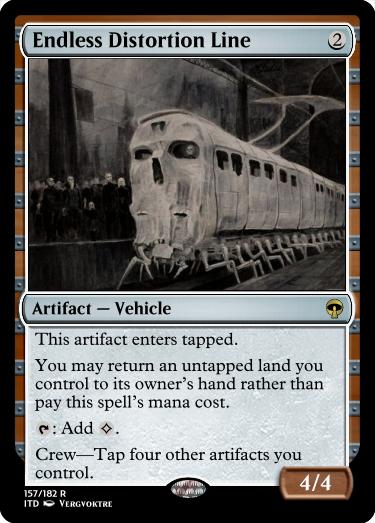 Endless Distortion Line 2
Artifact — Vehicle
This artifact enters tapped.
You may return an untapped land you
control to its owner's hand rather than
pay this spell's mana cost.
: Add .
Crew—Tap four other artifacts you
control.
4/4
157/182 R
ITD VERGVOKTRE